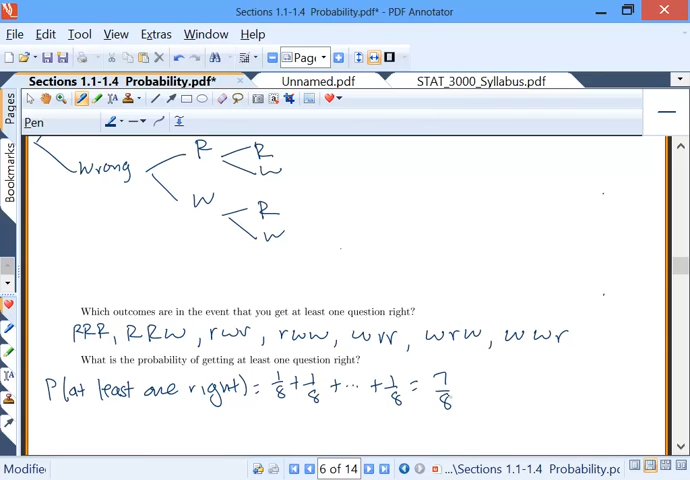 Sections 1.1-1.4 Probability.pdf* - PDF Annotator
File Edit Tool View Extras Window Help
Page
Sections 1.1-1.4 Probability.pdf* Unnamed.pdf STAT_3000_Syllabus.pdf
Pen
Pages
Bookmarks
R R
W
Wrong
W R
W
Which outcomes are in the event that you get at least one question right?
RRR, RRW, rwr, rww, wrr, wrw, wwr
What is the probability of getting at least one question right?
P(at least one right) = 1/8 + 1/8 + ... + 1/8 = 7/8
Modifie 6 of 14 ...\Sections 1.1-1.4 Probability.pc